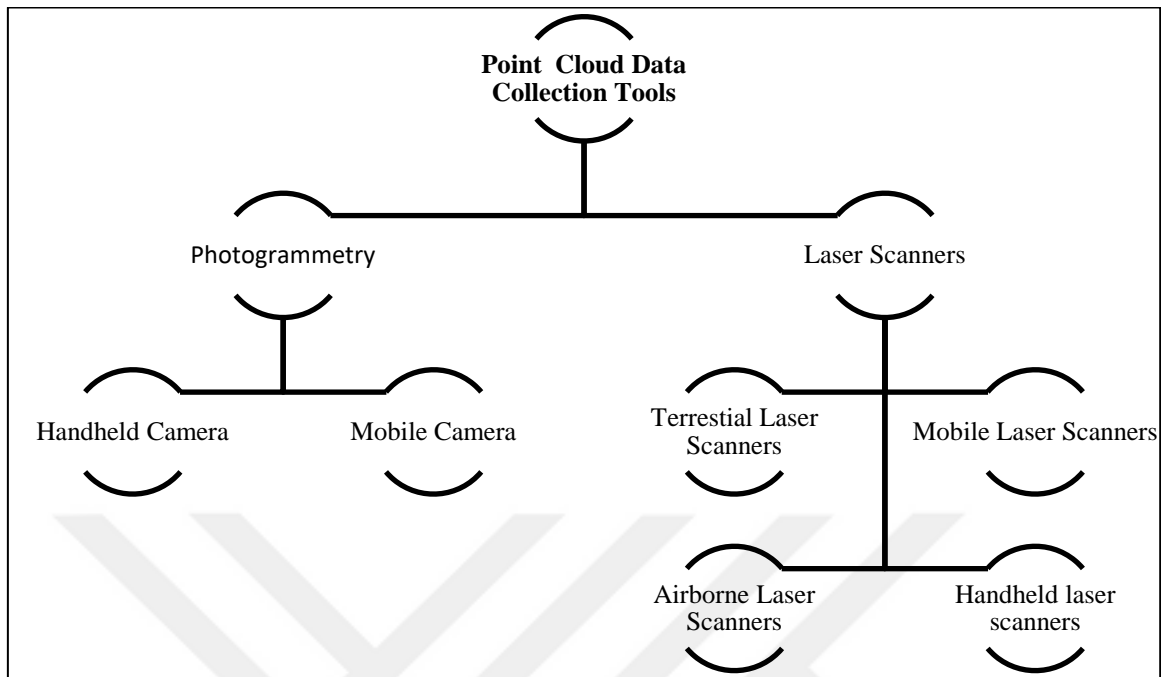 Point Cloud Data
Collection Tools
Photogrammetry
Laser Scanners
Handheld Camera
Mobile Camera
Terrestial Laser
Scanners
Mobile Laser Scanners
Airborne Laser
Scanners
Handheld laser
scanners